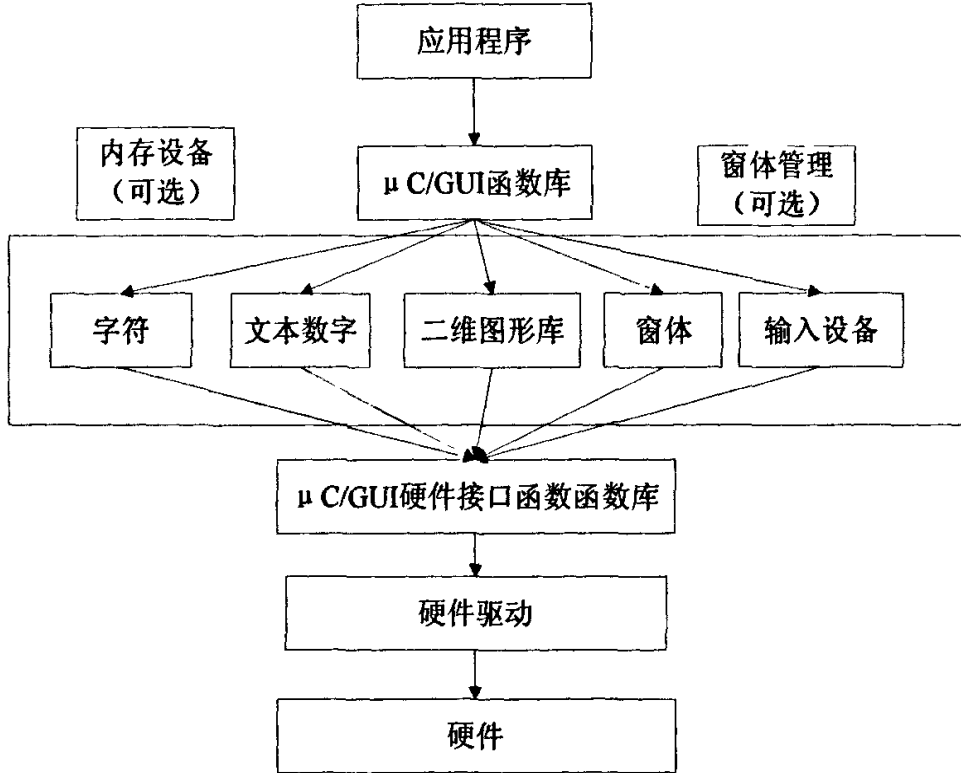 应用程序
内存设备
（可选）
μC/GUI函数库
窗体管理
（可选）
字符
文本数字
二维图形库
窗体
输入设备
μC/GUI硬件接口函数函数库
硬件驱动
硬件